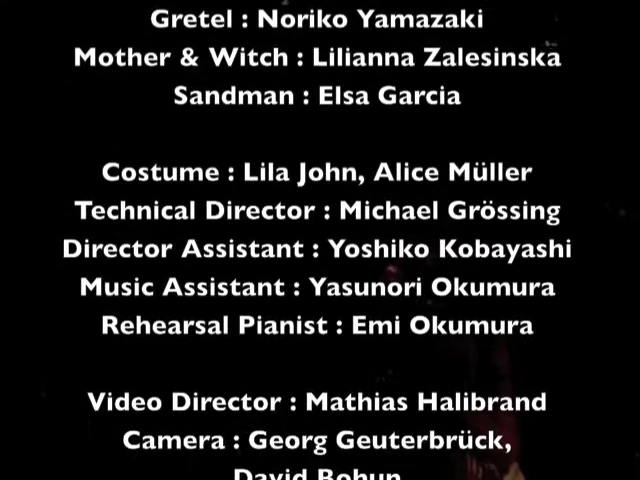 Gretel : Noriko Yamazaki
Mother & Witch : Lilianna Zalesinska
Sandman : Elsa Garcia
Costume : Lila John, Alice Müller
Technical Director : Michael Grössing
Director Assistant : Yoshiko Kobayashi
Music Assistant : Yasunori Okumura
Rehearsal Pianist : Emi Okumura
Video Director : Mathias Halibrand
Camera : Georg Geuterbrück,
David Bohun